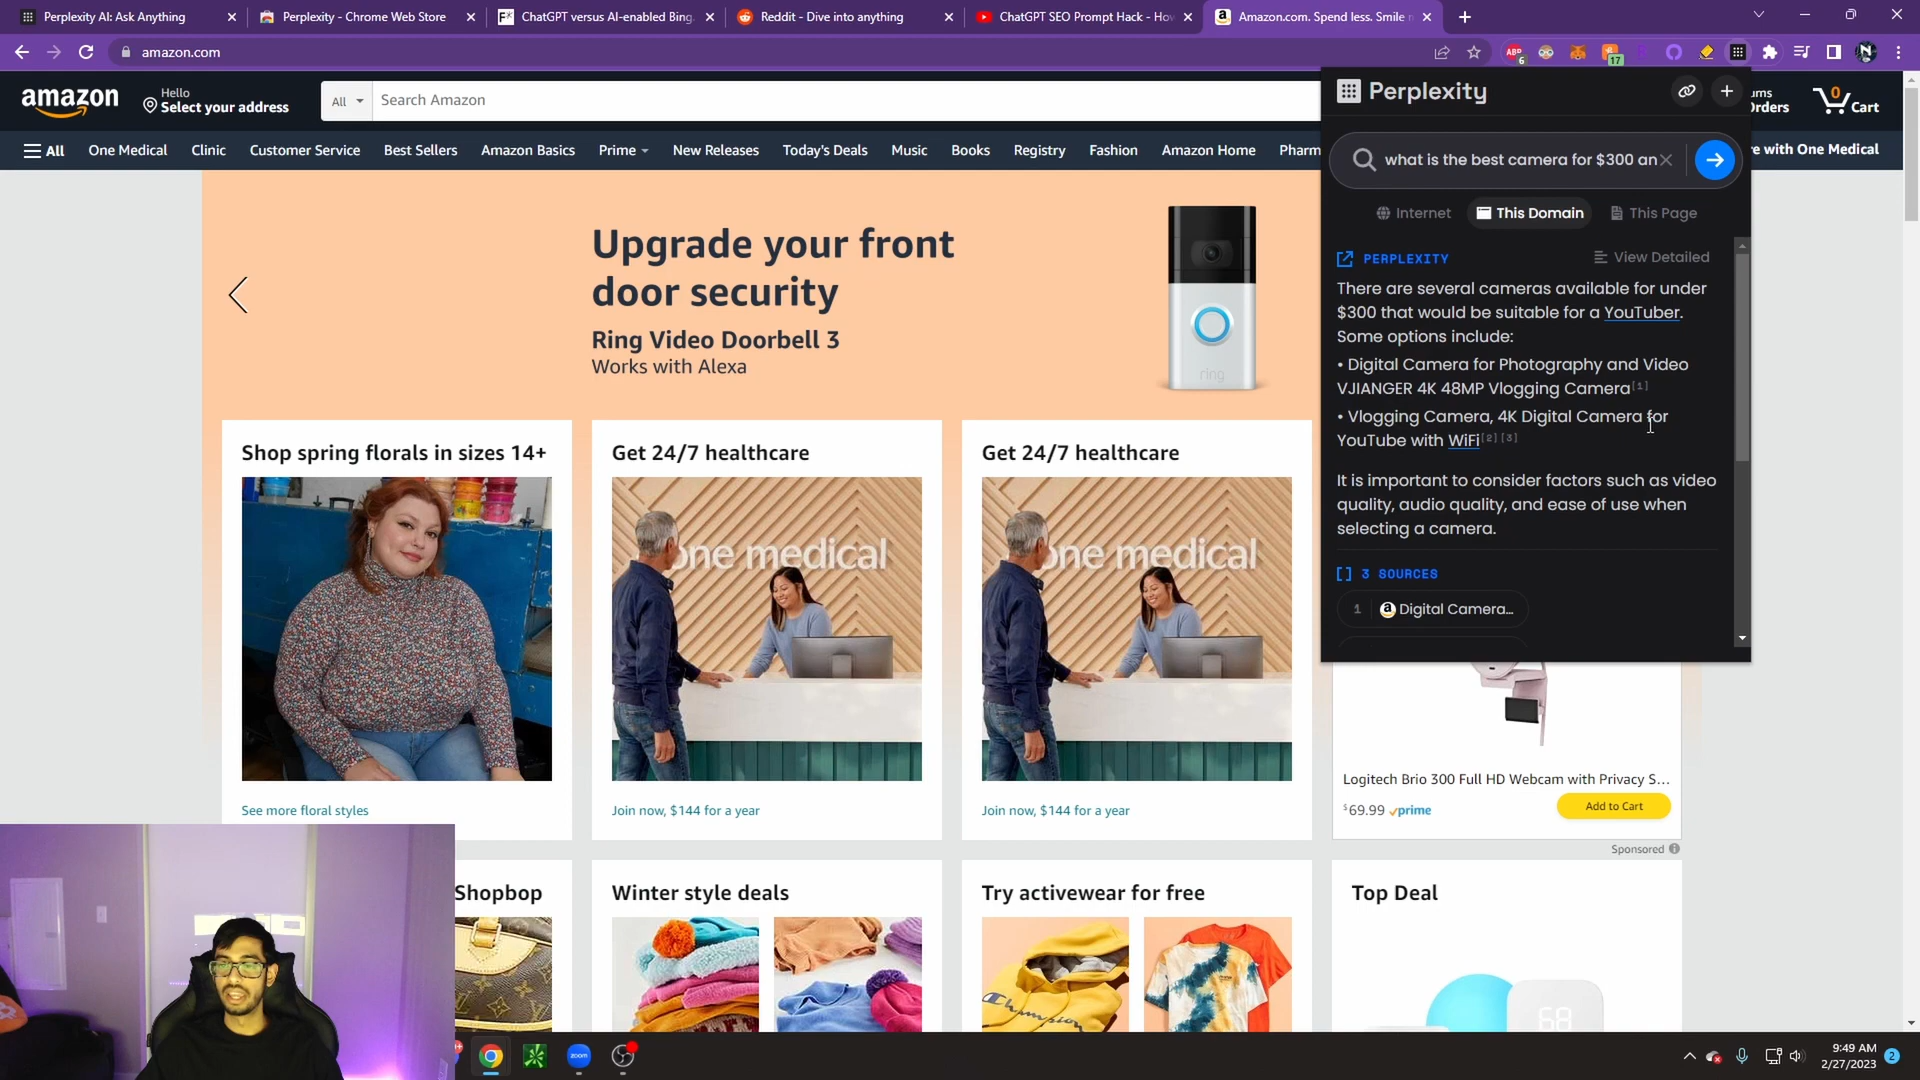 Perplexity AI: Ask Anything
Perplexity - Chrome Web Store
ChatGPT versus AI-enabled Bing
Reddit - Dive into anything
ChatGPT SEO Prompt Hack - Ho
Amazon.com. Spend less. Smile
amazon.com
6
17
amazon
Hello
Select your address
All
Search Amazon
ums
Orders
0
Cart
All
One Medical
Clinic
Customer Service
Best Sellers
Amazon Basics
Prime
New Releases
Today's Deals
Music
Books
Registry
Fashion
Amazon Home
Pharm
e with One Medical
Upgrade your front
door security
Ring Video Doorbell 3
Works with Alexa
ring
Perplexity
what is the best camera for $300 an
Internet
This Domain
This Page
PERPLEXITY
View Detailed
There are several cameras available for under
$300 that would be suitable for a YouTuber.
Some options include:
• Digital Camera for Photography and Video
VJIANGER 4K 48MP Vlogging Camera[1]
• Vlogging Camera, 4K Digital Camera for
YouTube with WiFi[2][3]
It is important to consider factors such as video
quality, audio quality, and ease of use when
selecting a camera.
3 SOURCES
1 Digital Camera...
Shop spring florals in sizes 14+
See more floral styles
Get 24/7 healthcare
one medical
Join now, $144 for a year
Get 24/7 healthcare
one medical
Join now, $144 for a year
Logitech Brio 300 Full HD Webcam with Privacy S...
$69.99 prime
Add to Cart
Sponsored
Shopbop
Winter style deals
Try activewear for free
Champion
Top Deal
68
zoom
9:49 AM
2/27/2023
2